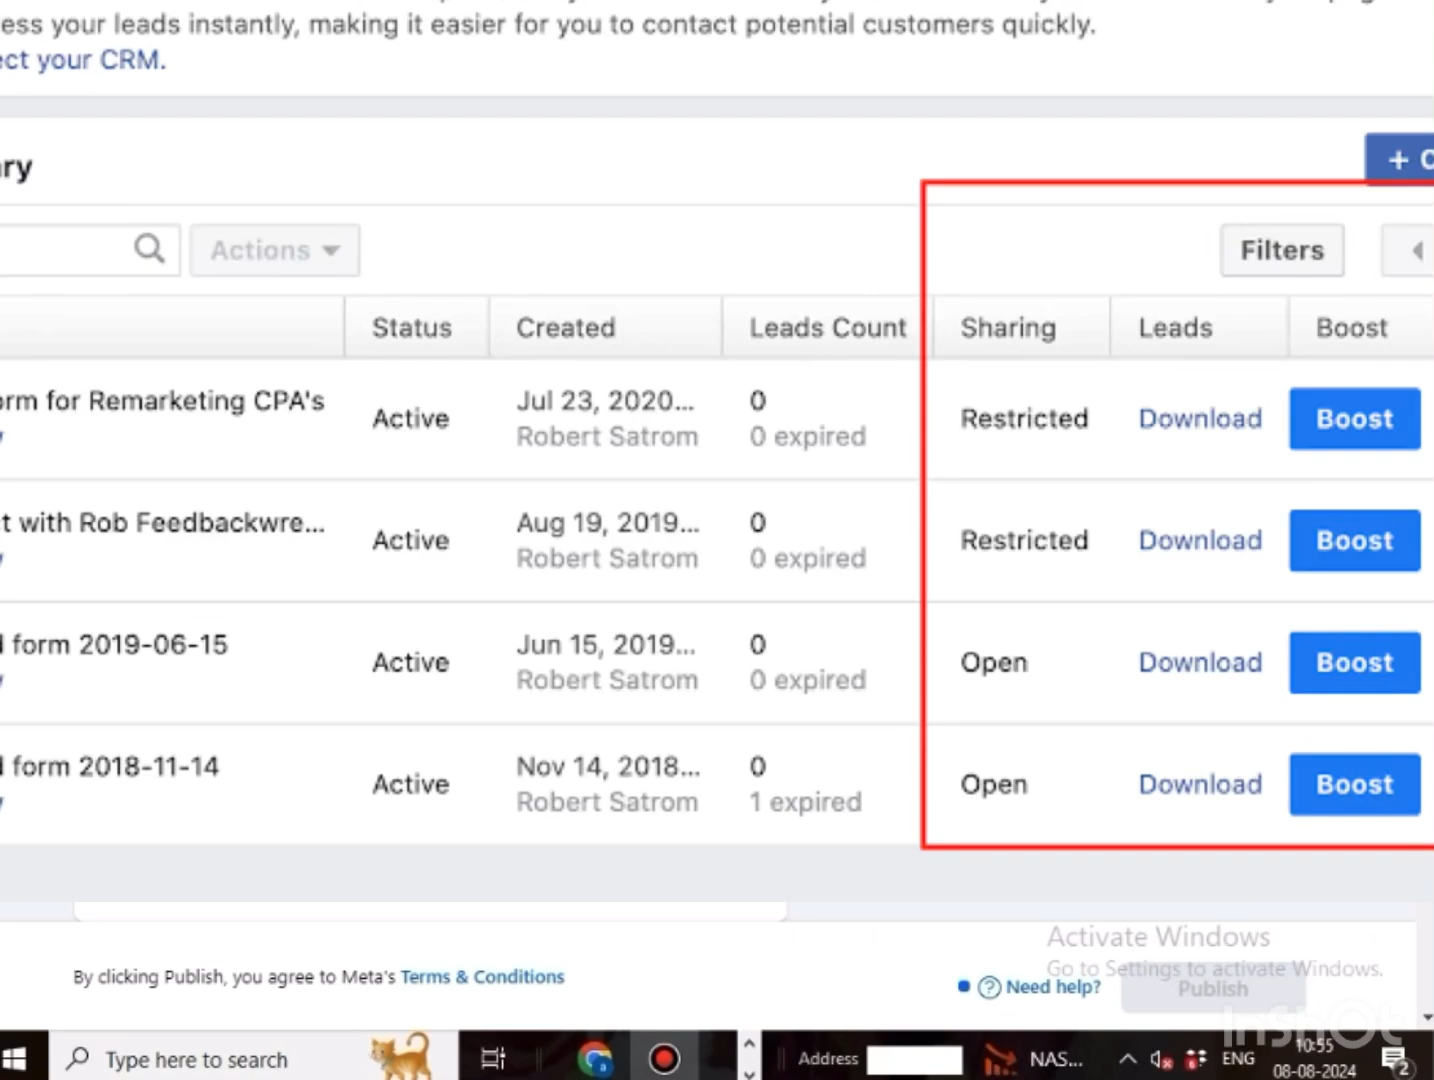 ess your leads instantly, making it easier for you to contact potential customers quickly.
ect your CRM.
ary
+ C
Actions
Filters
Status Created Leads Count Sharing Leads Boost
orm for Remarketing CPA's Active Jul 23, 2020... 0 Restricted Download Boost
Robert Satrom 0 expired
t with Rob Feedbackwre... Active Aug 19, 2019... 0 Restricted Download Boost
Robert Satrom 0 expired
d form 2019-06-15 Active Jun 15, 2019... 0 Open Download Boost
Robert Satrom 0 expired
d form 2018-11-14 Active Nov 14, 2018... 0 Open Download Boost
Robert Satrom 1 expired
Activate Windows
Go to Settings to activate Windows.
By clicking Publish, you agree to Meta's Terms & Conditions
Need help?
Publish
InShOt
Type here to search
Address
NAS...
ENG
10:55
08-08-2024
2